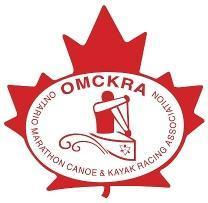 OMCKRA
ONTARIO MARATHON CANOE & KAYAK RACING ASSOCIATION